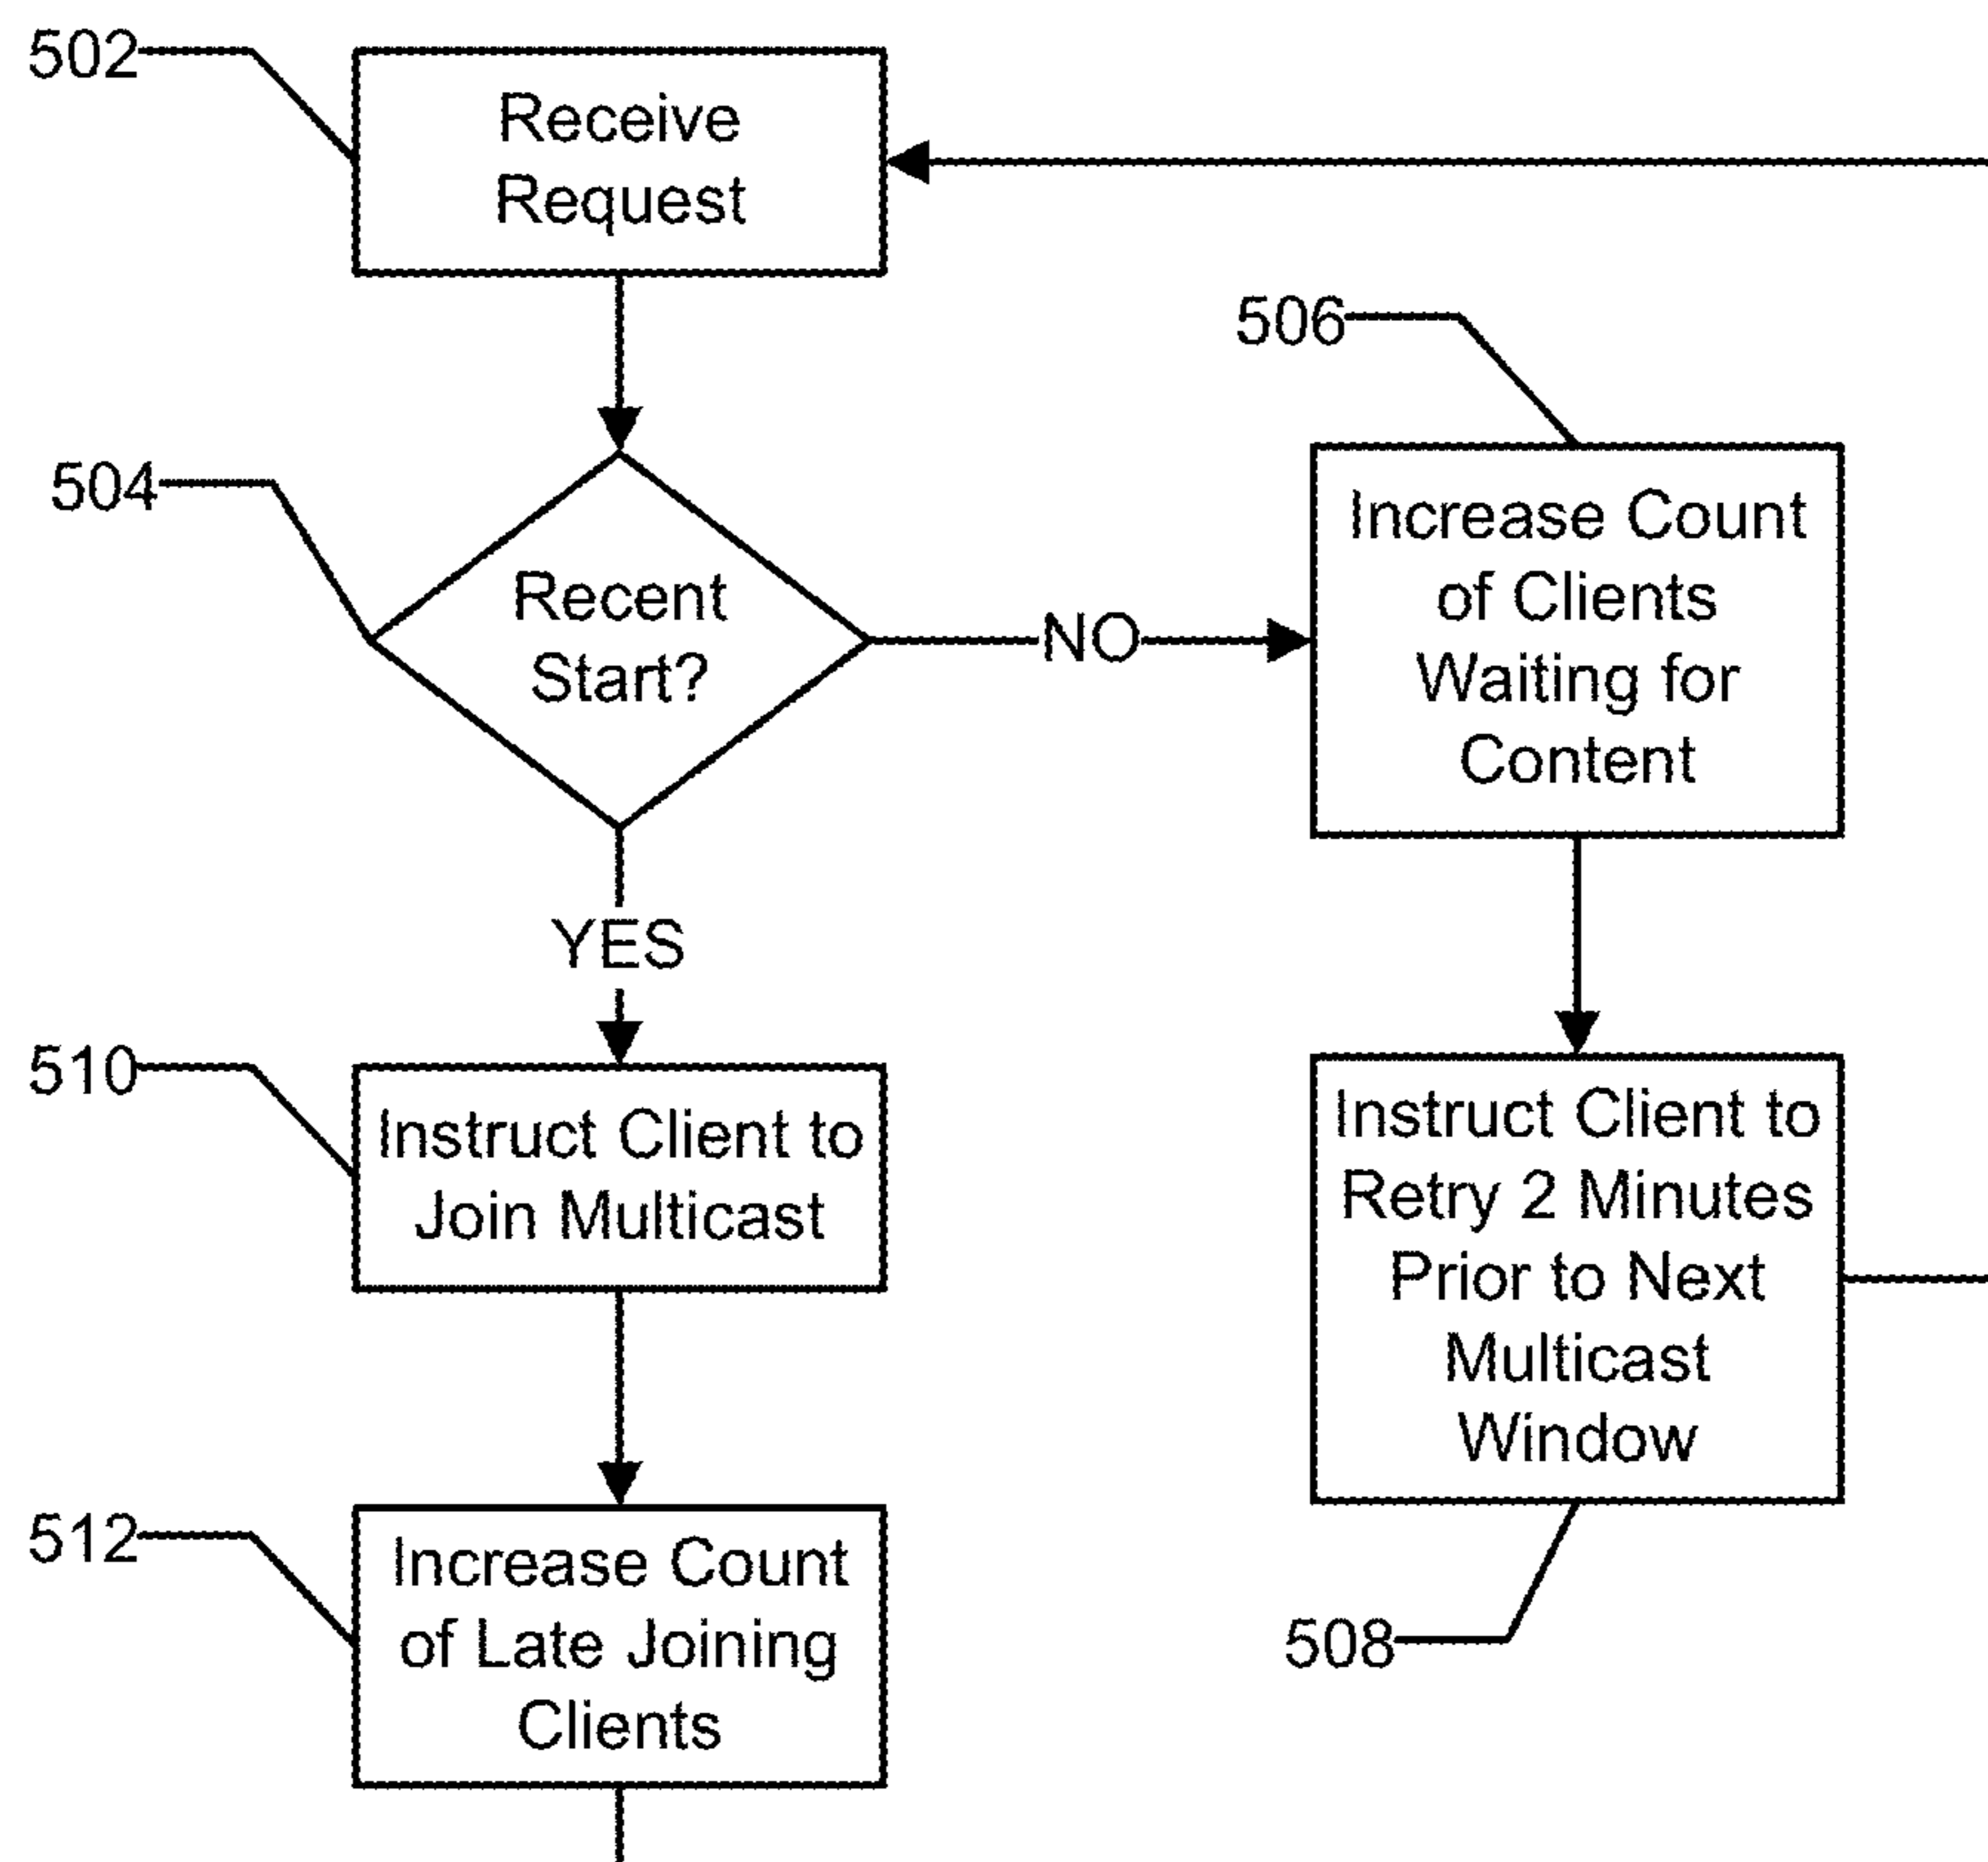 502
Receive
Request
506
504
Recent
Start?
NO
Increase Count
of Clients
Waiting for
Content
YES
510
Instruct Client to
Join Multicast
Instruct Client to
Retry 2 Minutes
Prior to Next
Multicast
Window
512
Increase Count
of Late Joining
Clients
508